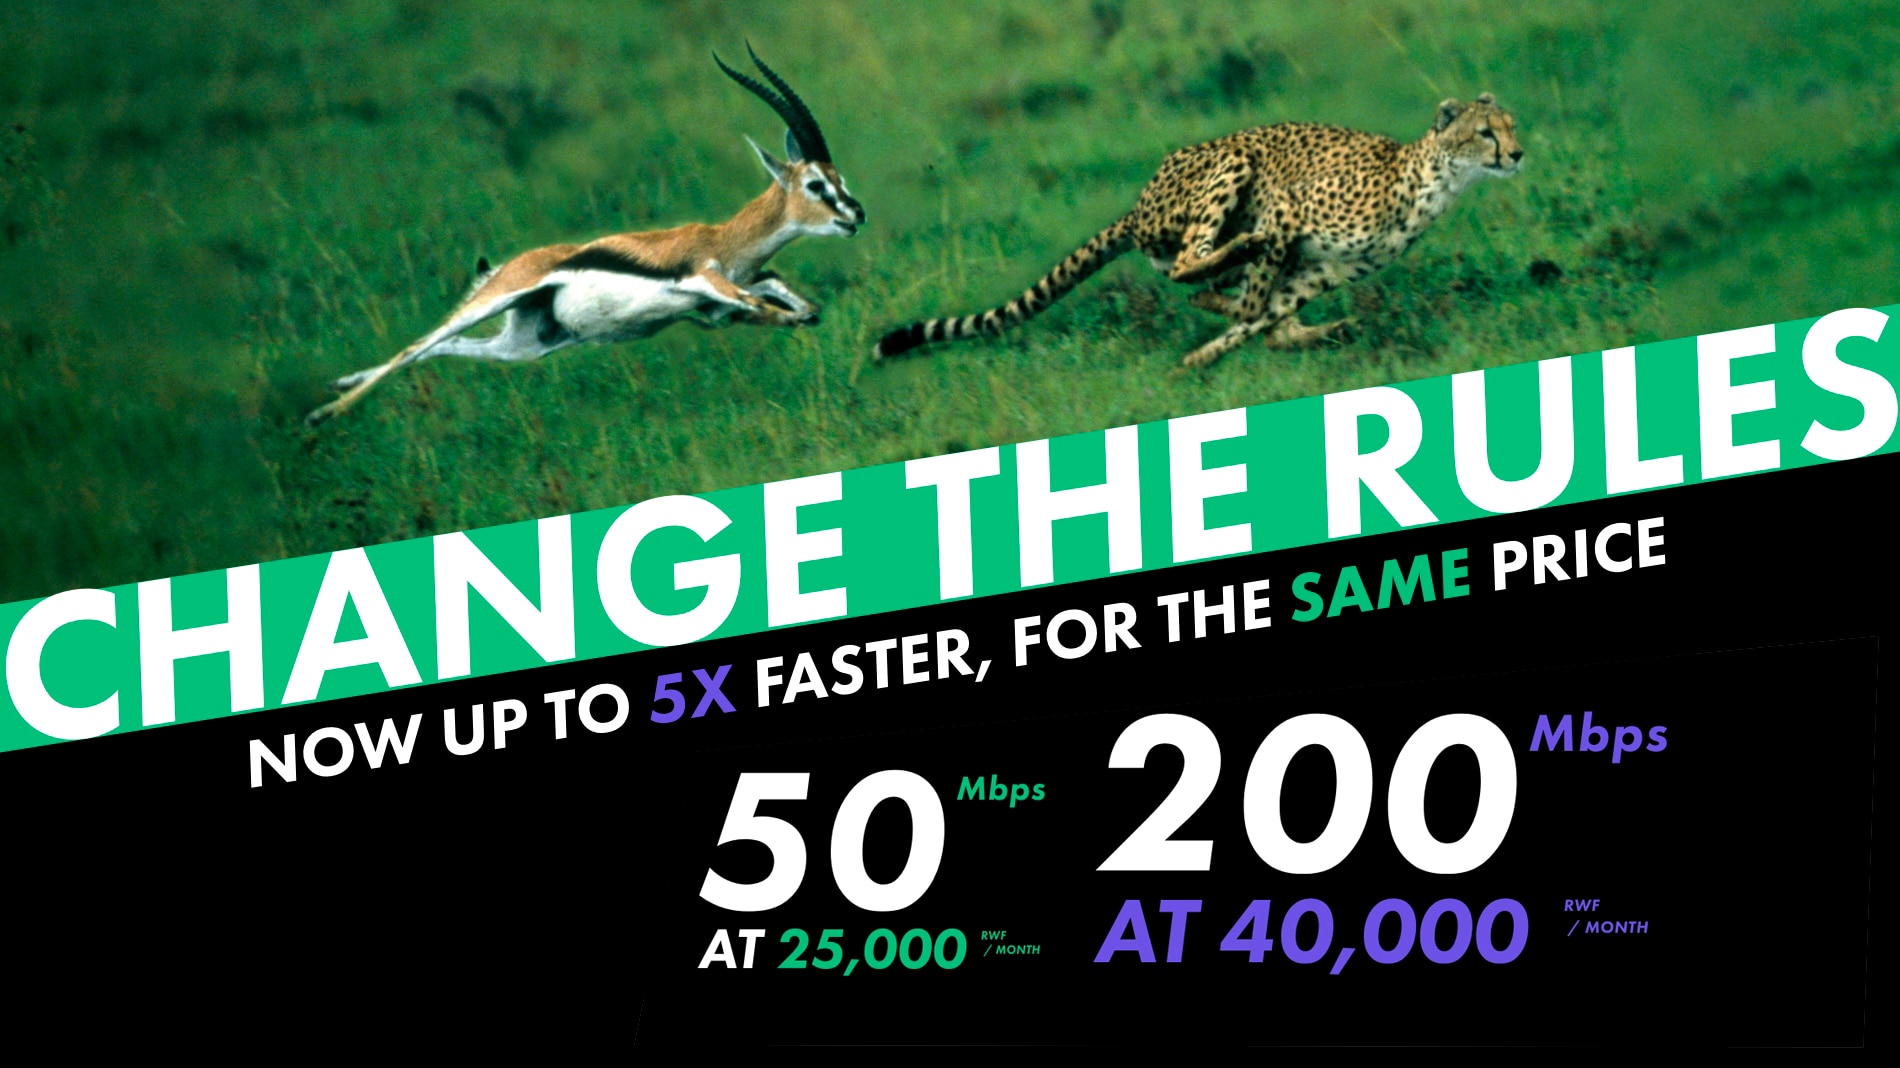 CHANGE THE RULES
NOW UP TO 5X FASTER, FOR THE SAME PRICE
50 Mbps
AT 25,000 RWF / MONTH
200 Mbps
AT 40,000 RWF / MONTH